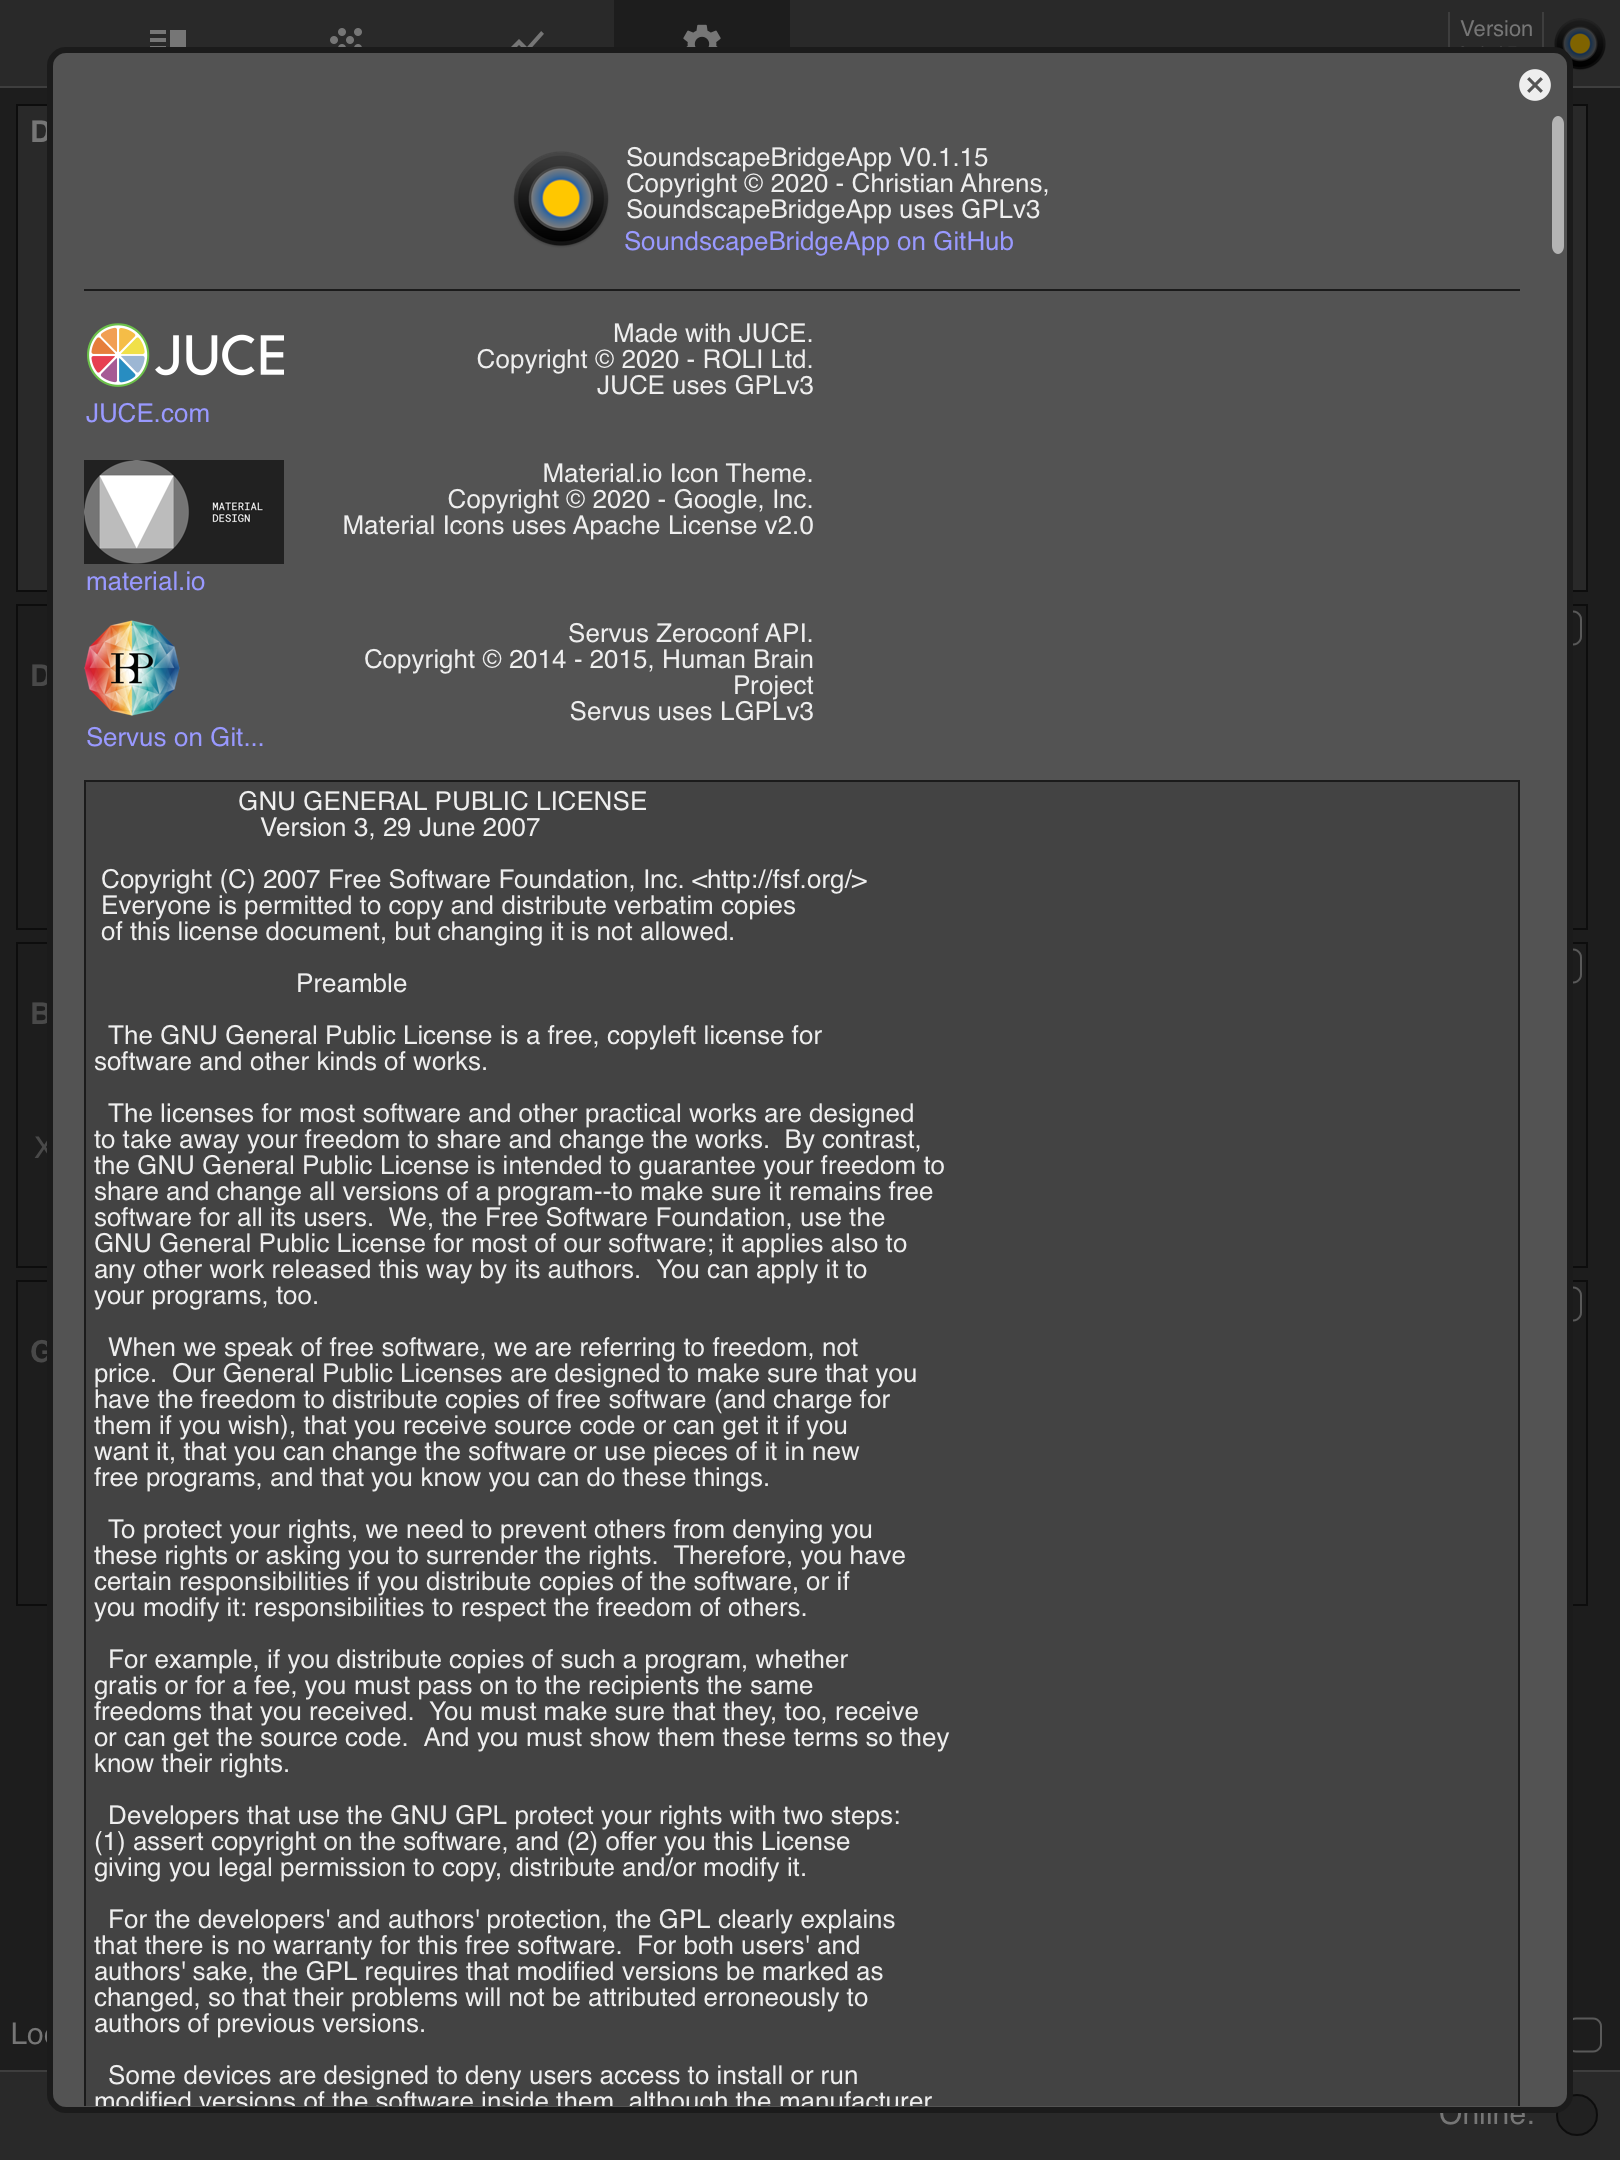 Version
SoundscapeBridgeApp V0.1.15
Copyright © 2020 - Christian Ahrens,
SoundscapeBridgeApp uses GPLv3
SoundscapeBridgeApp on GitHub
JUCE
Made with JUCE.
Copyright © 2020 - ROLI Ltd.
JUCE uses GPLv3
JUCE.com
MATERIAL
DESIGN
Material.io Icon Theme.
Copyright © 2020 - Google, Inc.
Material Icons uses Apache License v2.0
material.io
HBP
Servus Zeroconf API.
Copyright © 2014 - 2015, Human Brain
Project
Servus uses LGPLv3
Servus on Git...
GNU GENERAL PUBLIC LICENSE
Version 3, 29 June 2007
Copyright (C) 2007 Free Software Foundation, Inc. <http://fsf.org/>
Everyone is permitted to copy and distribute verbatim copies
of this license document, but changing it is not allowed.
Preamble
The GNU General Public License is a free, copyleft license for
software and other kinds of works.
The licenses for most software and other practical works are designed
to take away your freedom to share and change the works.  By contrast,
the GNU General Public License is intended to guarantee your freedom to
share and change all versions of a program--to make sure it remains free
software for all its users.  We, the Free Software Foundation, use the
GNU General Public License for most of our software; it applies also to
any other work released this way by its authors.  You can apply it to
your programs, too.
When we speak of free software, we are referring to freedom, not
price.  Our General Public Licenses are designed to make sure that you
have the freedom to distribute copies of free software (and charge for
them if you wish), that you receive source code or can get it if you
want it, that you can change the software or use pieces of it in new
free programs, and that you know you can do these things.
To protect your rights, we need to prevent others from denying you
these rights or asking you to surrender the rights.  Therefore, you have
certain responsibilities if you distribute copies of the software, or if
you modify it: responsibilities to respect the freedom of others.
For example, if you distribute copies of such a program, whether
gratis or for a fee, you must pass on to the recipients the same
freedoms that you received.  You must make sure that they, too, receive
or can get the source code.  And you must show them these terms so they
know their rights.
Developers that use the GNU GPL protect your rights with two steps:
(1) assert copyright on the software, and (2) offer you this License
giving you legal permission to copy, distribute and/or modify it.
For the developers' and authors' protection, the GPL clearly explains
that there is no warranty for this free software.  For both users' and
authors' sake, the GPL requires that modified versions be marked as
changed, so that their problems will not be attributed erroneously to
authors of previous versions.
Some devices are designed to deny users access to install or run
modified versions of the software inside them, although the manufacturer
Online: